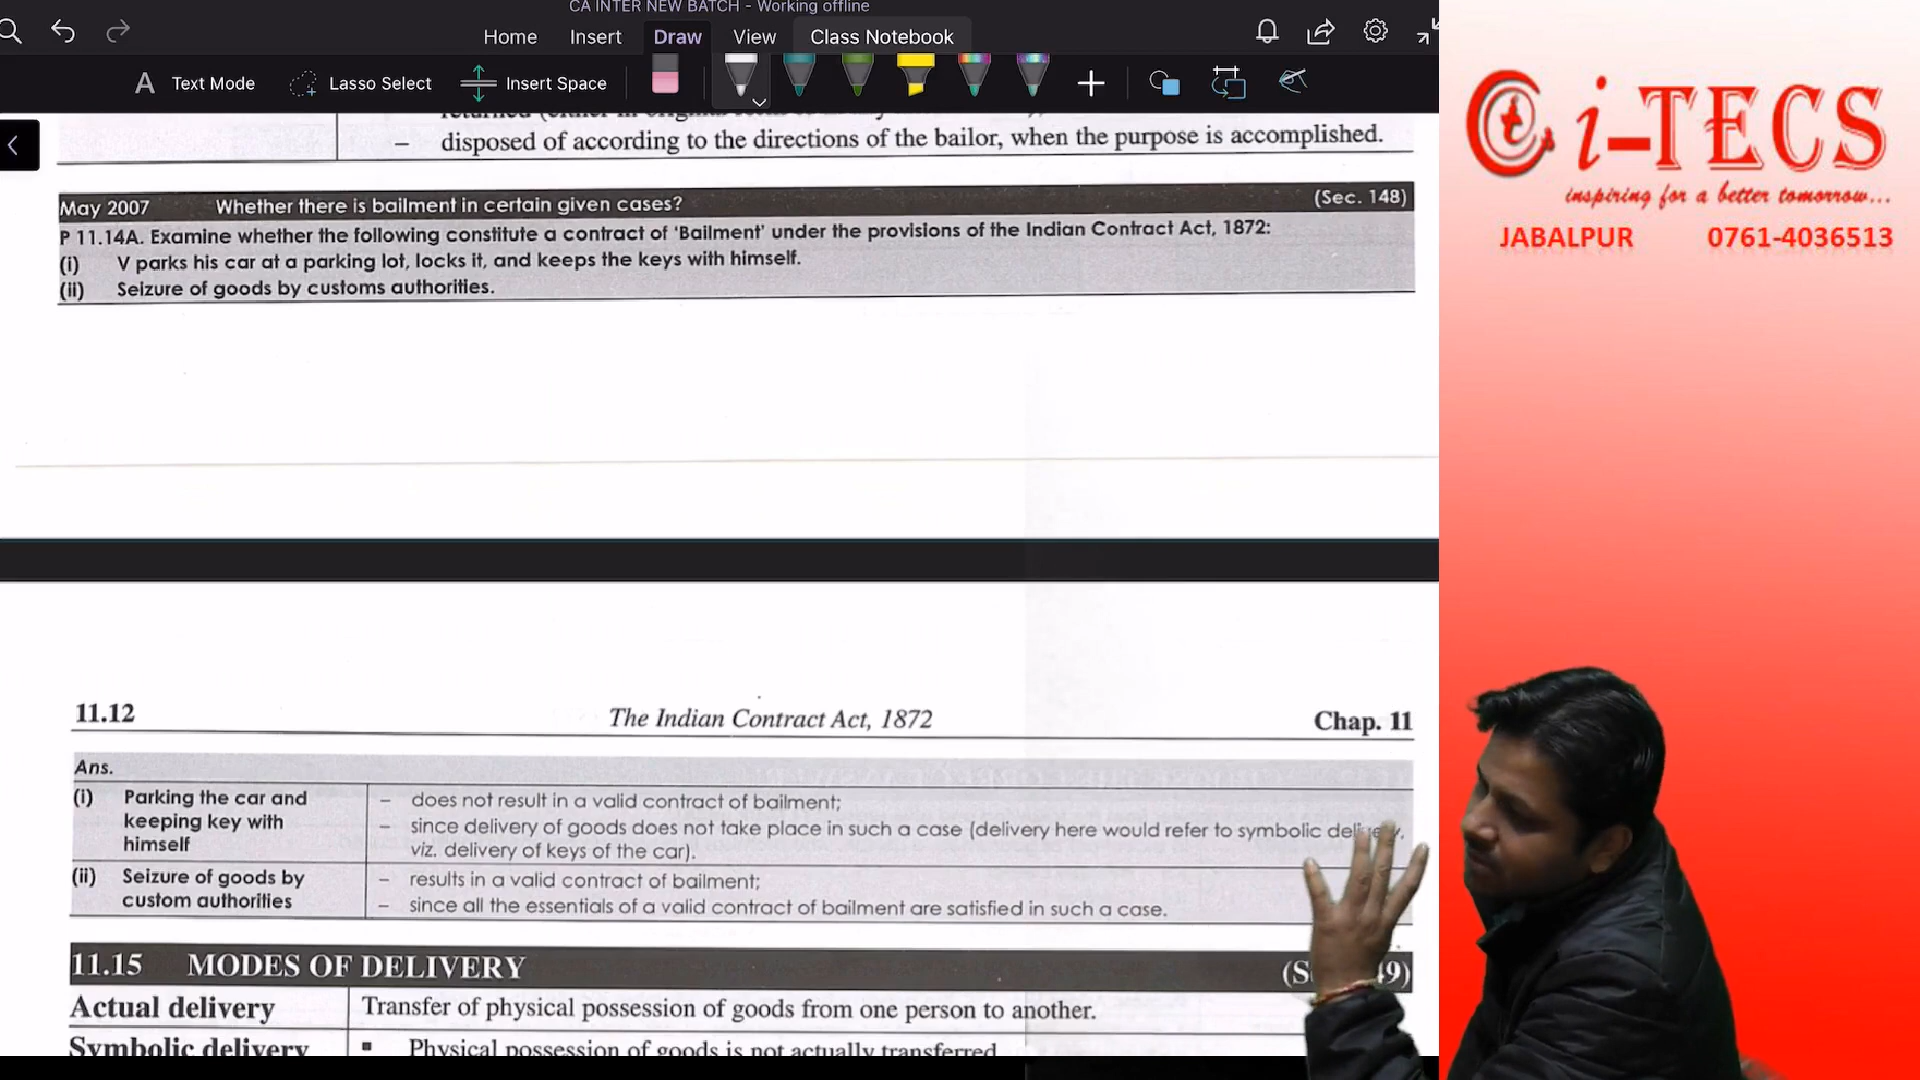 CA INTER NEW BATCH - Working offline
Home Insert Draw View Class Notebook
Text Mode Lasso Select Insert Space
– disposed of according to the directions of the bailor, when the purpose is accomplished.
May 2007 Whether there is bailment in certain given cases? (Sec. 148)
P 11.14A. Examine whether the following constitute a contract of ‘Bailment’ under the provisions of the Indian Contract Act, 1872:
(i) V parks his car at a parking lot, locks it, and keeps the keys with himself.
(ii) Seizure of goods by customs authorities.
11.12 The Indian Contract Act, 1872 Chap. 11
Ans.
(i) Parking the car and keeping key with himself
– does not result in a valid contract of bailment;
– since delivery of goods does not take place in such a case (delivery here would refer to symbolic delivery,
viz. delivery of keys of the car).
(ii) Seizure of goods by custom authorities
– results in a valid contract of bailment;
– since all the essentials of a valid contract of bailment are satisfied in such a case.
11.15 MODES OF DELIVERY
Actual delivery Transfer of physical possession of goods from one person to another.
Symbolic delivery ▪ Physical possession of goods is not actually transferred
i-TECS
inspiring for a better tomorrow...
JABALPUR 0761-4036513